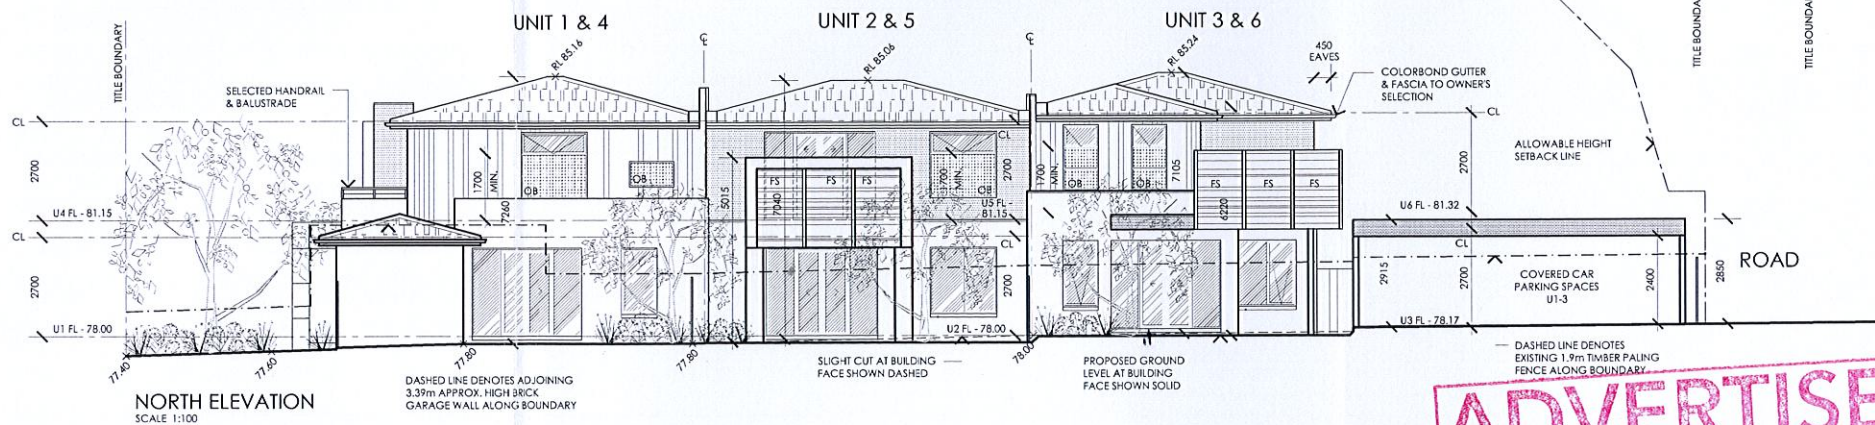 UNIT 1 & 4
UNIT 2 & 5
UNIT 3 & 6
TITLE BOUNDARY
RL 85.16
RL 85.06
RL 85.24
450
EAVES
TITLE BOUNDA
TITLE BOUNDARY
SELECTED HANDRAIL
& BALUSTRADE
COLORBOND GUTTER
& FASCIA TO OWNER'S
SELECTION
CL
CL
CL
ALLOWABLE HEIGHT
SETBACK LINE
2700
1700
MIN.
OB
OB
7260
5015
7040
FS
FS
FS
1700
MIN.
OB
2700
1700
MIN.
OB
OB
7105
6220
FS
FS
FS
2700
U4 FL - 81.15
U5 FL -
81.15
U6 FL - 81.32
CL
CL
CL
2700
2700
2915
2700
COVERED CAR
PARKING SPACES
U1-3
2400
2850
ROAD
U1 FL - 78.00
U2 FL - 78.00
U3 FL - 78.17
77.40
77.60
77.80
77.80
78.00
SLIGHT CUT AT BUILDING
FACE SHOWN DASHED
PROPOSED GROUND
LEVEL AT BUILDING
FACE SHOWN SOLID
DASHED LINE DENOTES
EXISTING 1.9m TIMBER PALING
FENCE ALONG BOUNDARY
DASHED LINE DENOTES ADJOINING
3.39m APPROX. HIGH BRICK
GARAGE WALL ALONG BOUNDARY
NORTH ELEVATION
SCALE 1:100
ADVERTISE